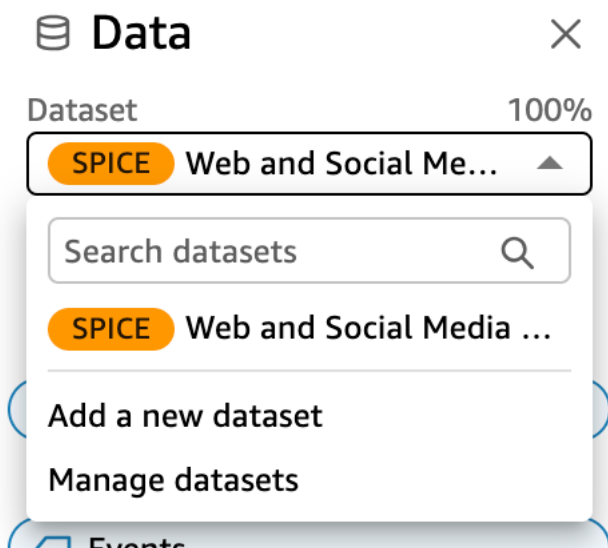 Data
Dataset 100%
SPICE Web and Social Me...
Search datasets
SPICE Web and Social Media ...
Add a new dataset
Manage datasets
Events